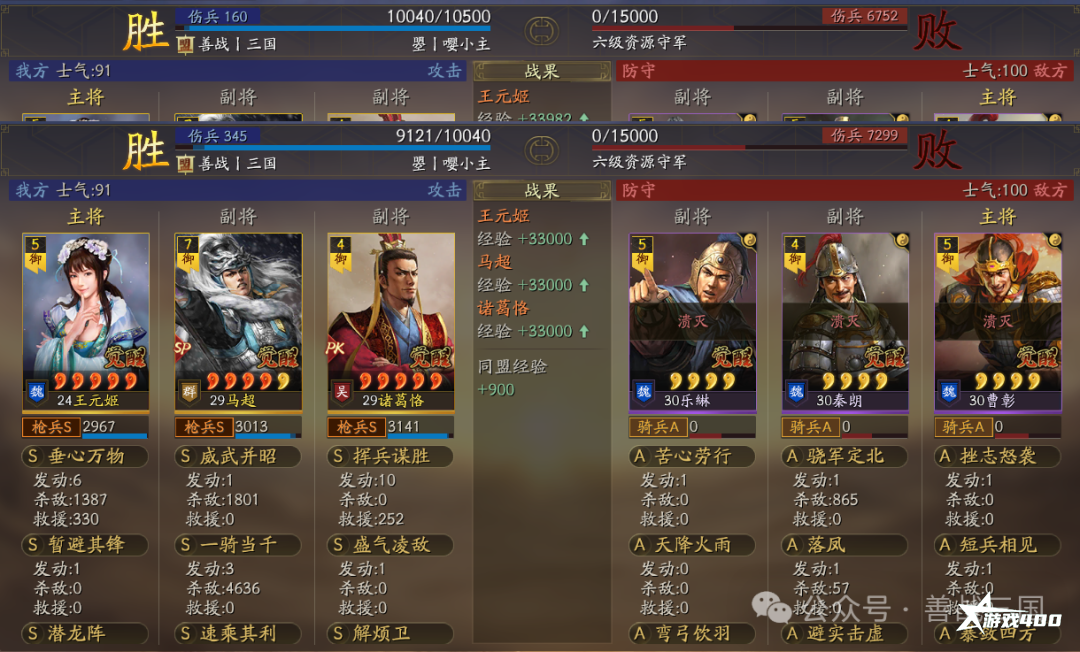 胜
伤兵 160
10040/10500
盟 善战丨三国
曌丨嘤小主
0/15000
伤兵 6752
六级资源守军
败
我方 士气:91
攻击
战果
防守
士气:100 敌方
主将
副将
副将
王元姬
经验 +33982
副将
副将
主将
胜
伤兵 345
9121/10040
盟 善战丨三国
曌丨嘤小主
0/15000
伤兵 7299
六级资源守军
败
我方 士气:91
攻击
战果
防守
士气:100 敌方
主将
副将
副将
王元姬
经验 +33000
马超
经验 +33000
诸葛恪
经验 +33000
同盟经验
+900
副将
副将
主将
5
御
觉醒
魏
24王元姬
枪兵S 2967
S 垂心万物
发动:6
杀敌:1387
救援:330
S 暂避其锋
发动:1
杀敌:0
救援:0
S 潜龙阵
7
御
SP
觉醒
群
29马超
枪兵S 3013
S 威武并昭
发动:1
杀敌:1801
救援:0
S 一骑当千
发动:3
杀敌:4636
救援:0
S 速乘其利
4
御
PK
觉醒
吴
29诸葛恪
枪兵S 3141
S 挥兵谋胜
发动:10
杀敌:0
救援:252
S 盛气凌敌
发动:1
杀敌:0
救援:0
S 解烦卫
5
御
溃灭
觉醒
魏
30乐綝
骑兵A 0
A 苦心劳行
发动:1
杀敌:0
救援:0
A 天降火雨
发动:0
杀敌:0
救援:0
A 弯弓饮羽
4
御
溃灭
觉醒
魏
30秦朗
骑兵A 0
A 骁军定北
发动:1
杀敌:865
救援:0
A 落凤
发动:1
杀敌:57
救援:0
A 避实击虚
5
御
溃灭
觉醒
魏
30曹彰
骑兵A 0
A 挫志怒袭
发动:1
杀敌:0
救援:0
A 短兵相见
发动:1
杀敌:0
A 暴敛四方
公众号 · 善战三国
游戏400